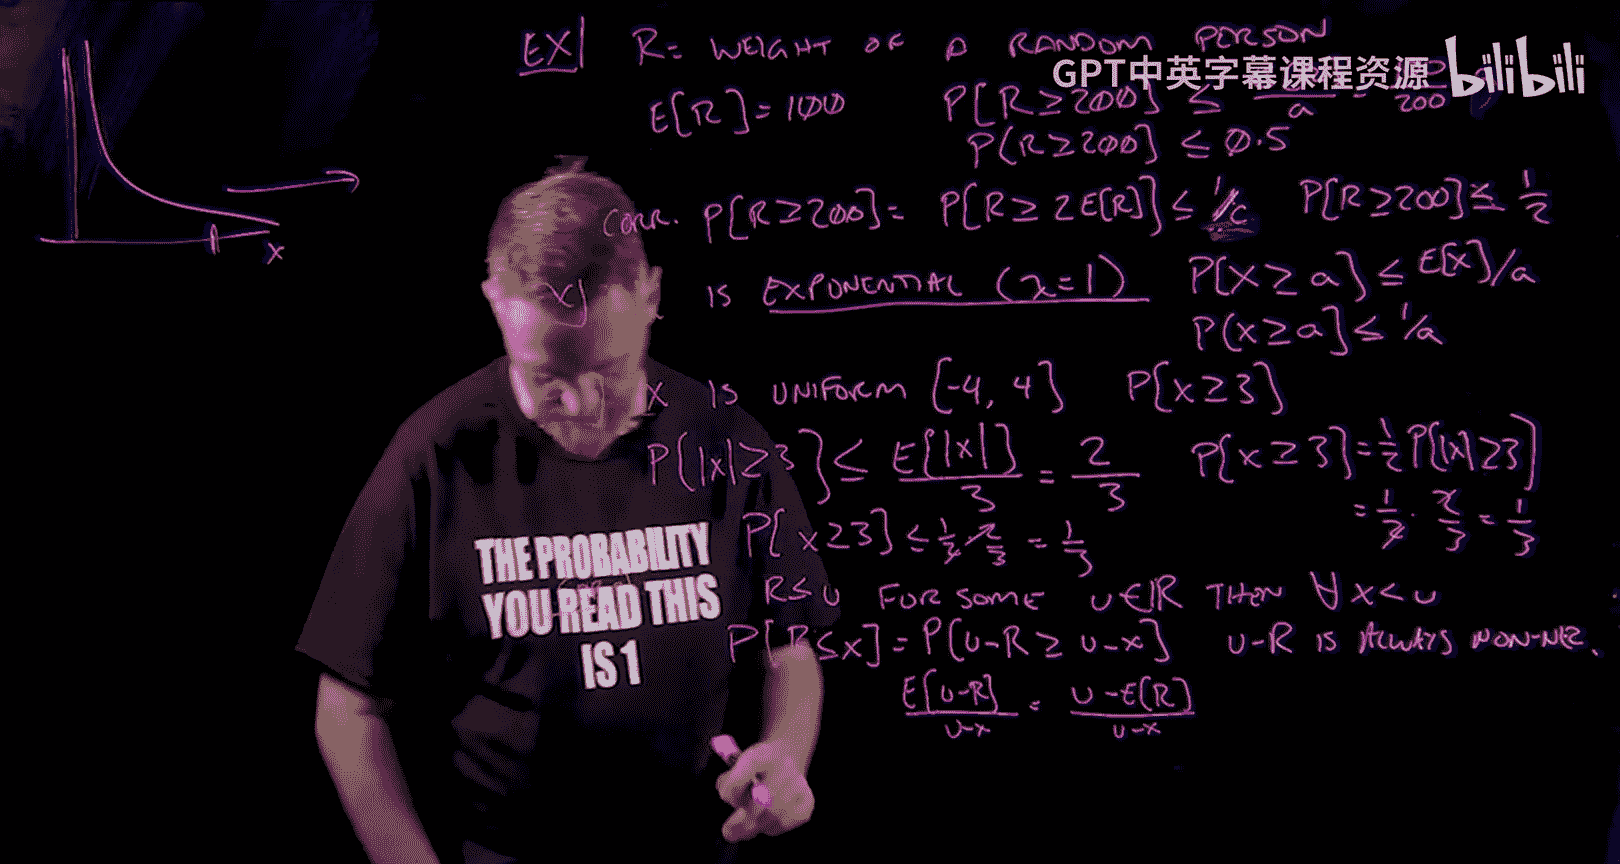 EX| R = WEIGHT OF A RANDOM PERSON
GPT中英字幕课程资源 bilibili
E[R] = 100 P[R ≥ 200] ≤ /a = /200
P(R ≥ 200] ≤ 0.5
CORR. P[R ≥ 200] = P[R ≥ 2E[R]] ≤ 1/c P[R ≥ 200] ≤ 1/2
x IS EXPONENTIAL (λ=1) P[X ≥ a] ≤ E[X]/a
P(X ≥ a] ≤ 1/a
X IS UNIFORM [-4, 4] P[X ≥ 3]
P(|X| ≥ 3] ≤ E[|X|]/3 = 2/3 P[X ≥ 3] = 1/2 P[|X| ≥ 3]
= 1/2 · 2/3 = 1/3
P[X ≥ 3] ≤ 1/2 · 2/3 = 1/3
R ≤ U FOR SOME U ∈ ℝ THEN ∀ X < U
P[R ≤ X] = P[U-R ≥ U-X] U-R IS ALWAYS NON-NEG.
E[U-R]/U-X = U-E[R]/U-X
X
THE PROBABILITY
YOU READ THIS
IS 1